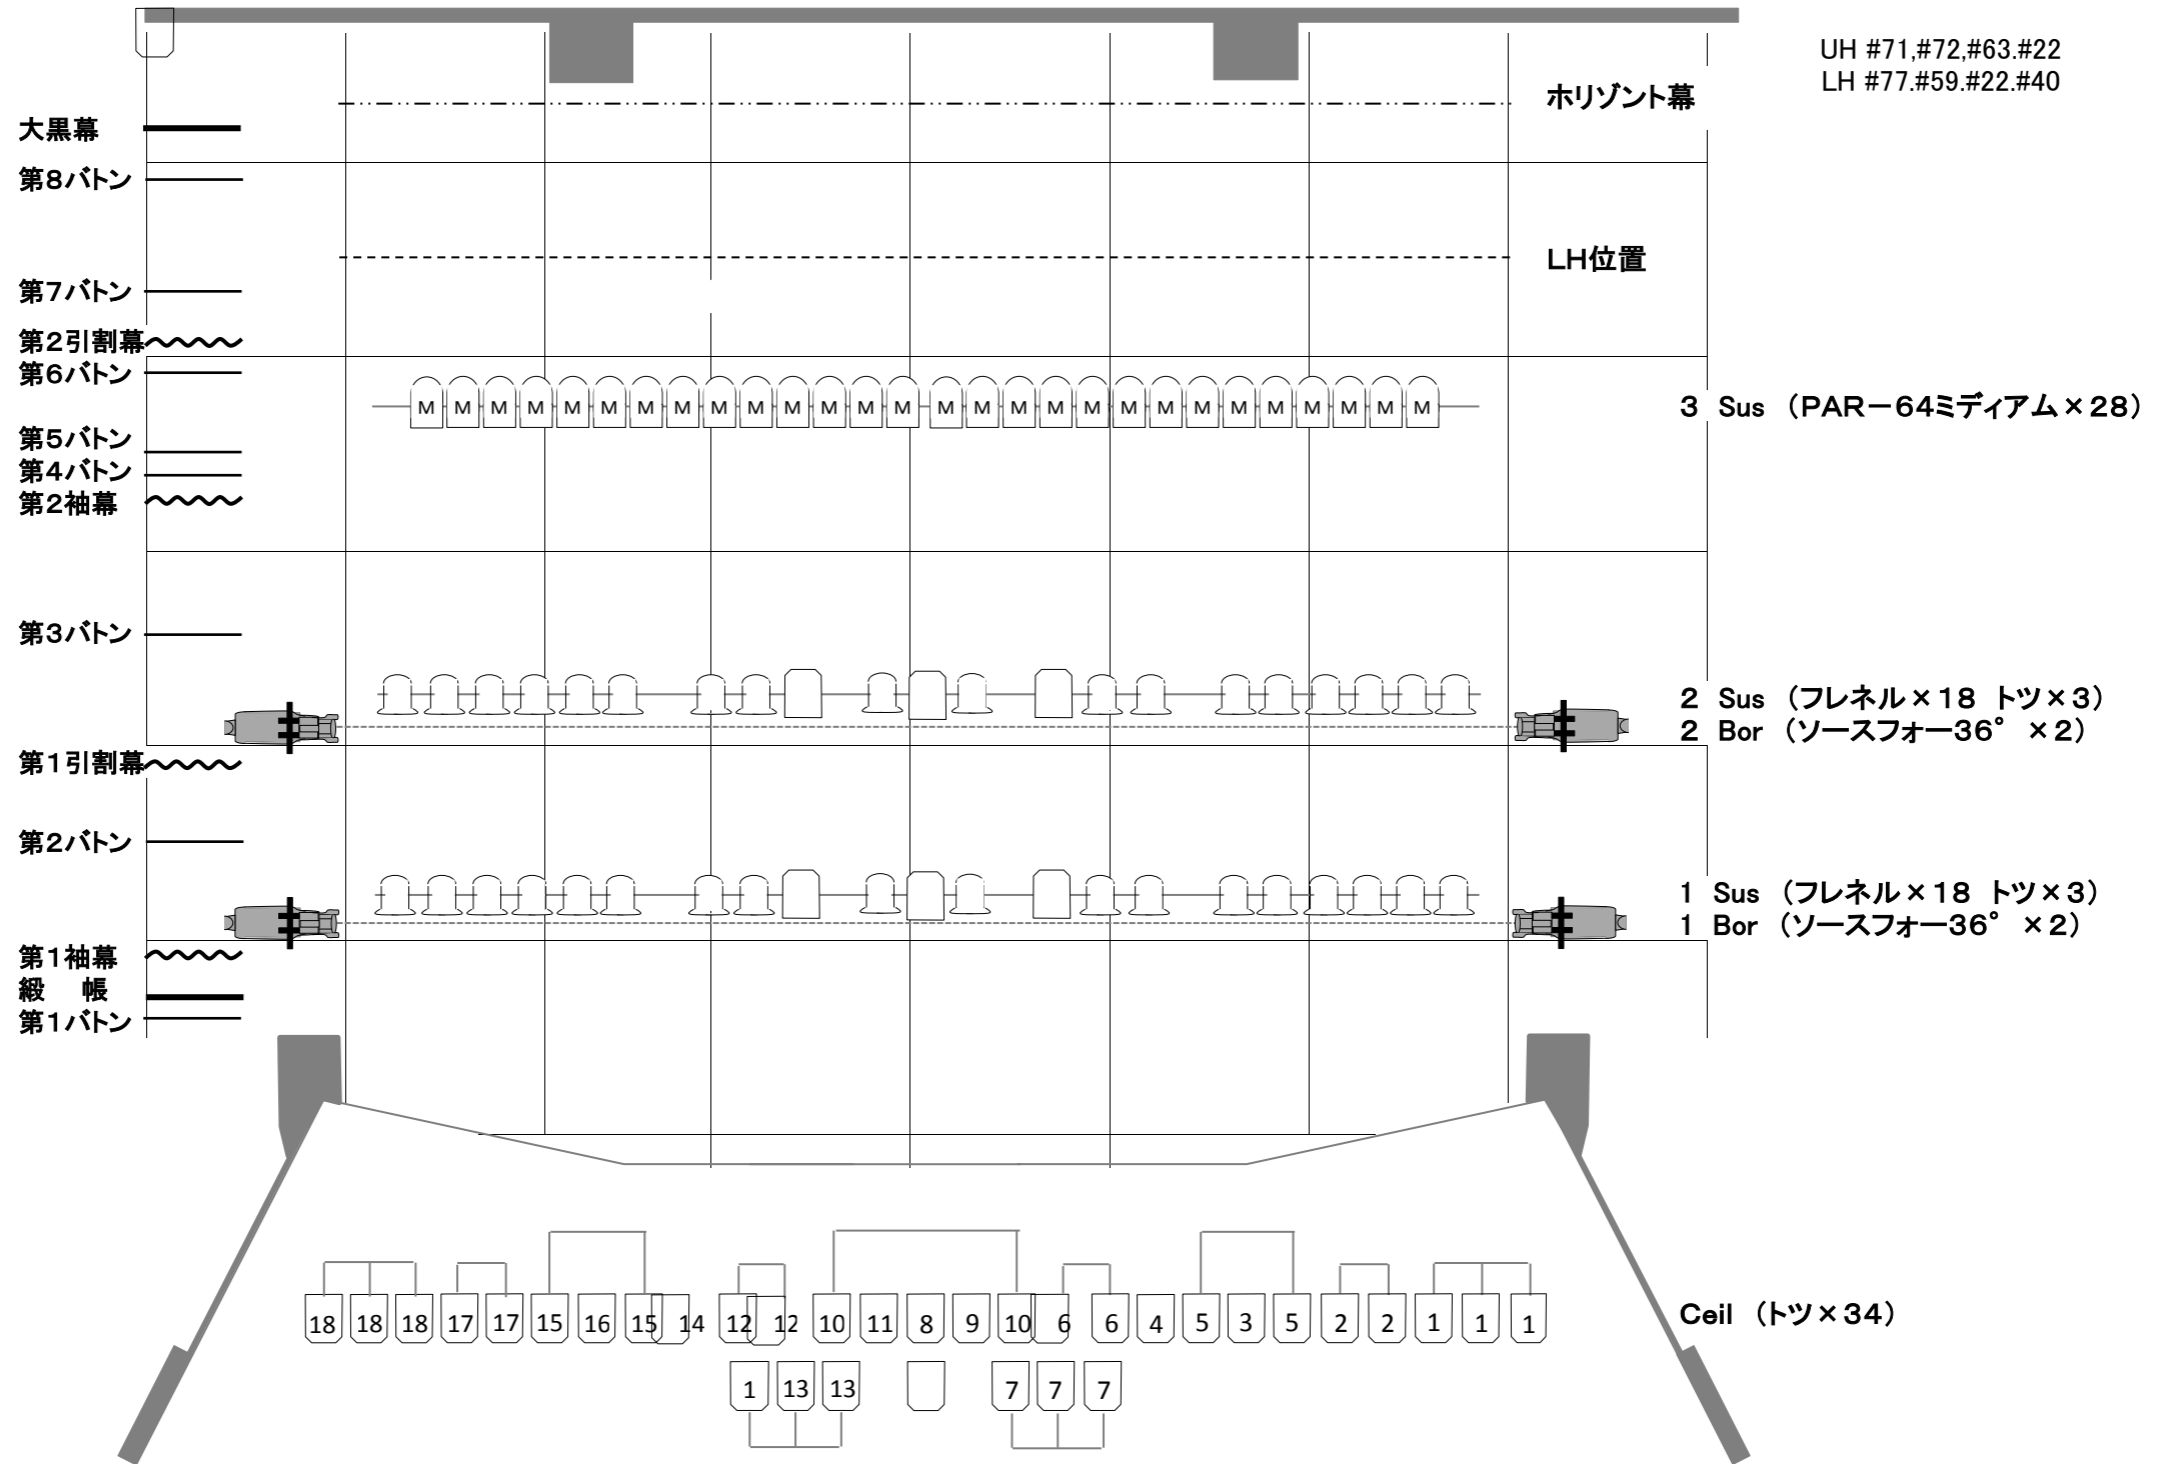 UH #71,#72,#63.#22
LH #77.#59.#22.#40
ホリゾント幕
大黒幕
第8バトン
LH位置
第7バトン
第2引割幕
第6バトン
M M M M M M M M M M M M M M M M M M M M M M M M M M M M
3 Sus （PAR－64ミディアム×28）
第5バトン
第4バトン
第2袖幕
第3バトン
2 Sus （フレネル×18 トツ×3）
2 Bor （ソースフォー36° ×2）
第1引割幕
第2バトン
1 Sus （フレネル×18 トツ×3）
1 Bor （ソースフォー36° ×2）
第1袖幕
緞 帳
第1バトン
18 18 18 17 17 15 16 15 14 12 12 10 11 8 9 10 6 6 4 5 3 5 2 2 1 1 1
Ceil （トツ×34）
1 13 13 7 7 7